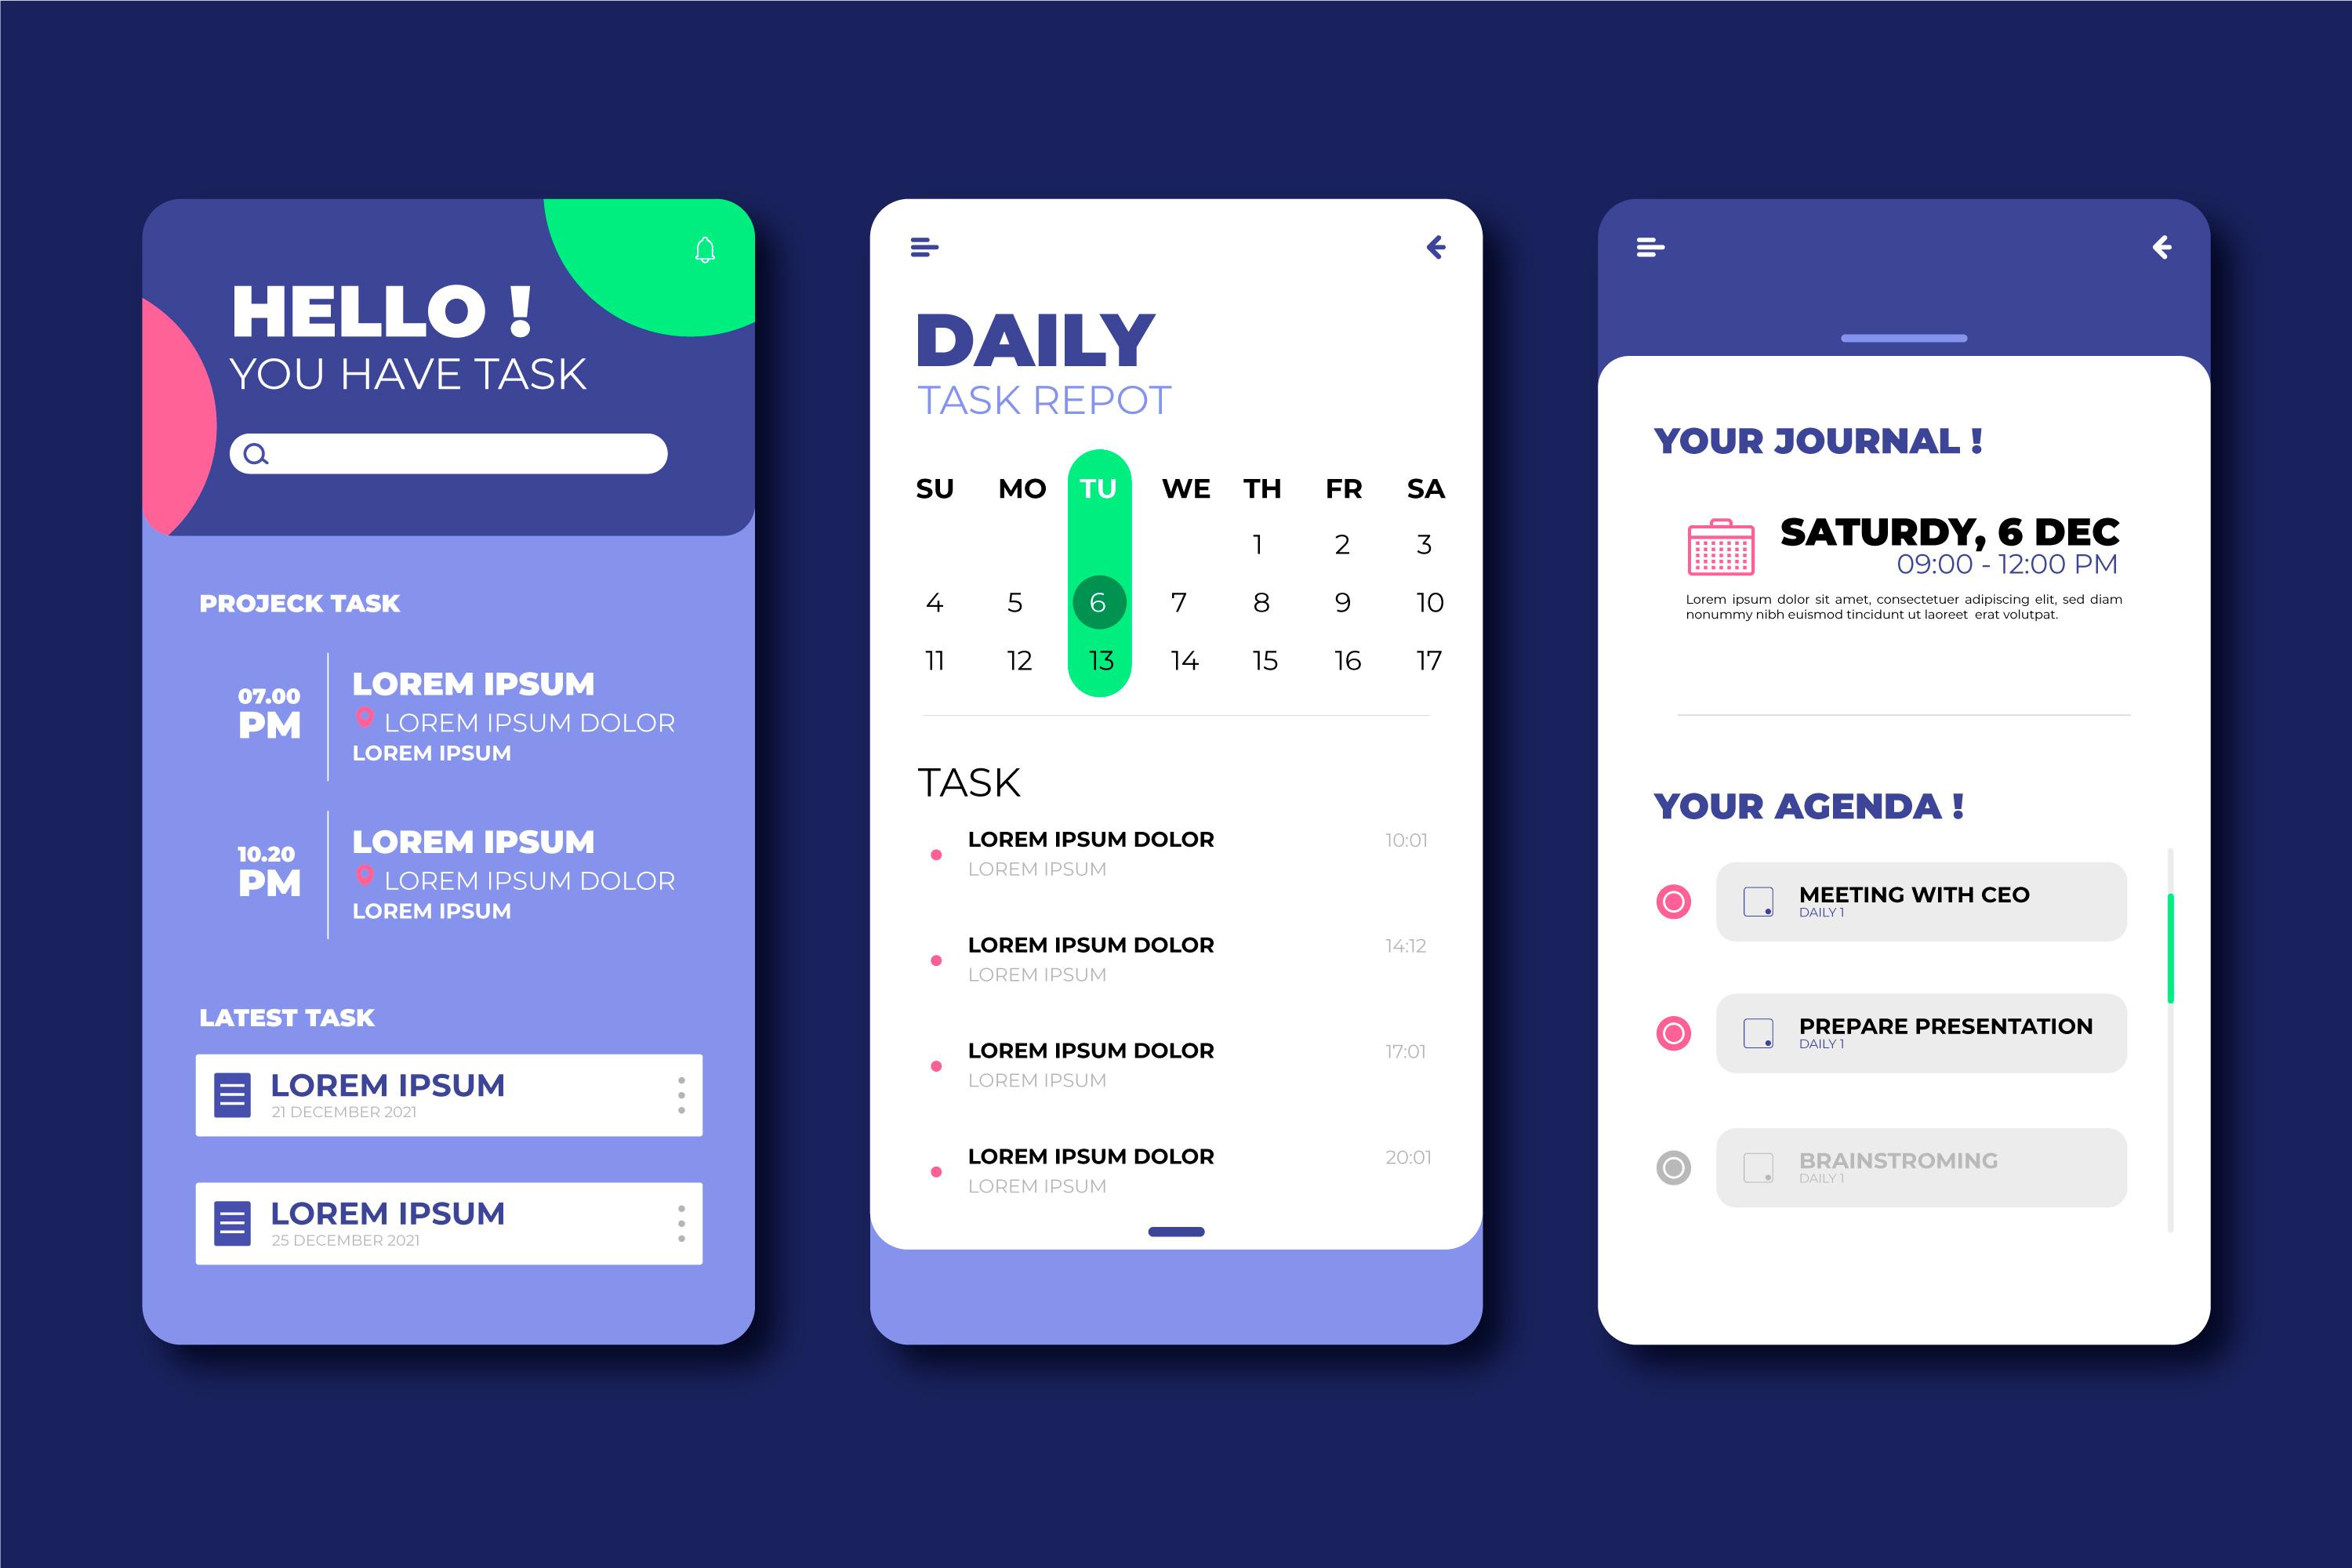 HELLO !
YOU HAVE TASK
PROJECK TASK
07.00
PM
LOREM IPSUM
LOREM IPSUM DOLOR
LOREM IPSUM
10.20
PM
LOREM IPSUM
LOREM IPSUM DOLOR
LOREM IPSUM
LATEST TASK
LOREM IPSUM
21 DECEMBER 2021
LOREM IPSUM
25 DECEMBER 2021
DAILY
TASK REPOT
SU MO TU WE TH FR SA
1 2 3
4 5 6 7 8 9 10
11 12 13 14 15 16 17
TASK
LOREM IPSUM DOLOR 10:01
LOREM IPSUM
LOREM IPSUM DOLOR 14:12
LOREM IPSUM
LOREM IPSUM DOLOR 17:01
LOREM IPSUM
LOREM IPSUM DOLOR 20:01
LOREM IPSUM
YOUR JOURNAL !
SATURDY, 6 DEC
09:00 - 12:00 PM
Lorem ipsum dolor sit amet, consectetuer adipiscing elit, sed diam
nonummy nibh euismod tincidunt ut laoreet erat volutpat.
YOUR AGENDA !
MEETING WITH CEO
DAILY 1
PREPARE PRESENTATION
DAILY 1
BRAINSTROMING
DAILY 1